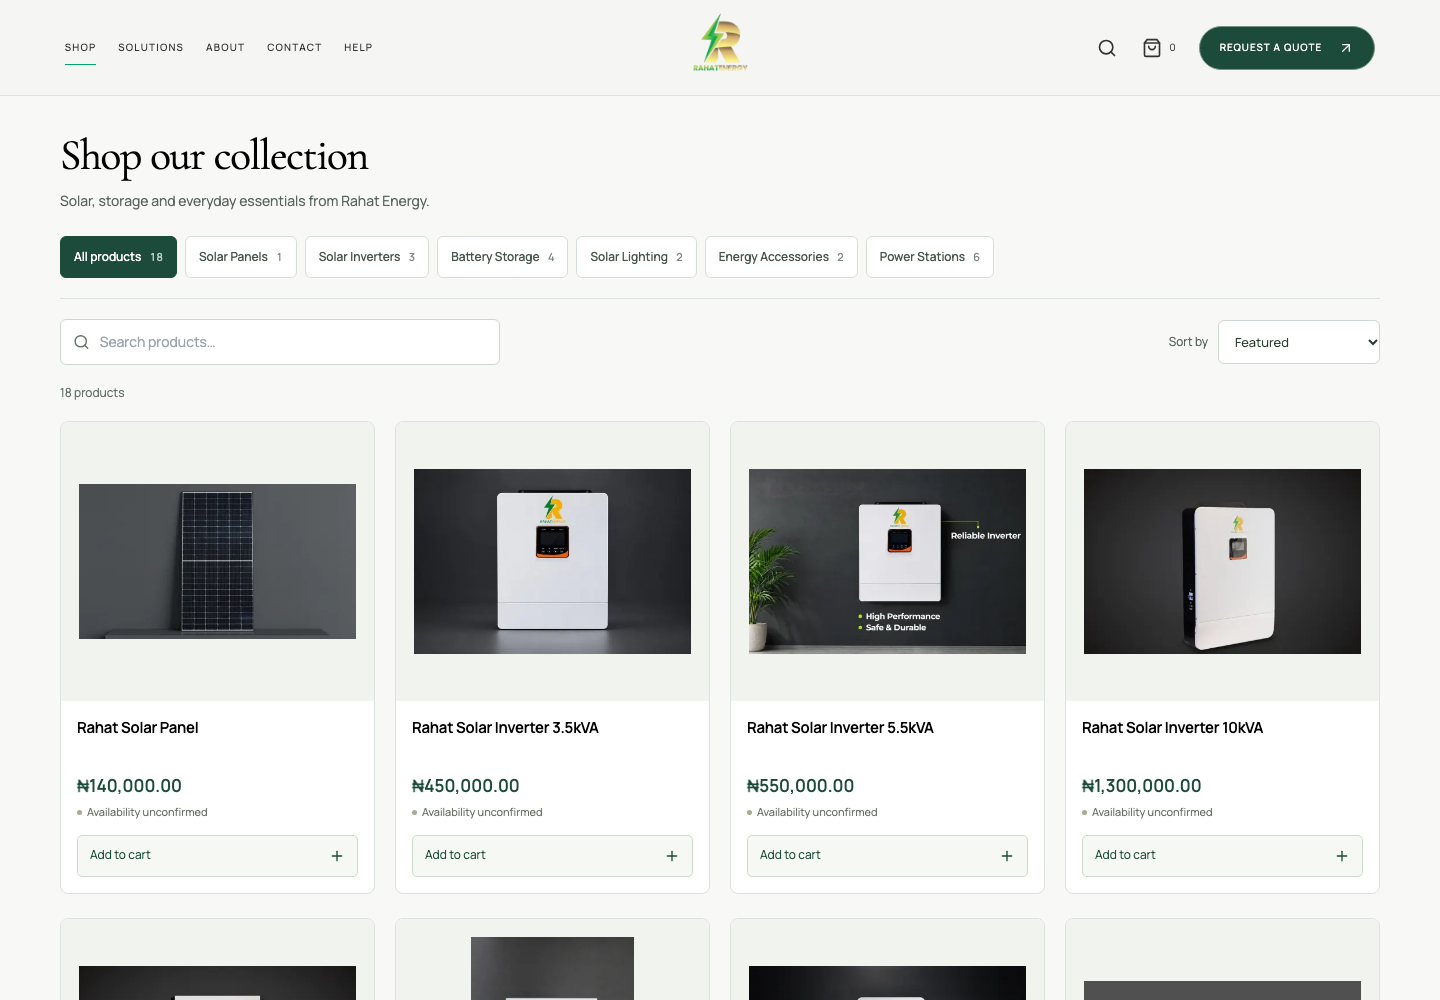 SHOP SOLUTIONS ABOUT CONTACT HELP
RAHATENERGY
0
REQUEST A QUOTE
Shop our collection
Solar, storage and everyday essentials from Rahat Energy.
All products 18
Solar Panels 1
Solar Inverters 3
Battery Storage 4
Solar Lighting 2
Energy Accessories 2
Power Stations 6
Search products...
Sort by
Featured
18 products
Rahat Solar Panel
₦140,000.00
Availability unconfirmed
Add to cart
Rahat Solar Inverter 3.5kVA
₦450,000.00
Availability unconfirmed
Add to cart
Reliable Inverter
High Performance
Safe & Durable
Rahat Solar Inverter 5.5kVA
₦550,000.00
Availability unconfirmed
Add to cart
Rahat Solar Inverter 10kVA
₦1,300,000.00
Availability unconfirmed
Add to cart